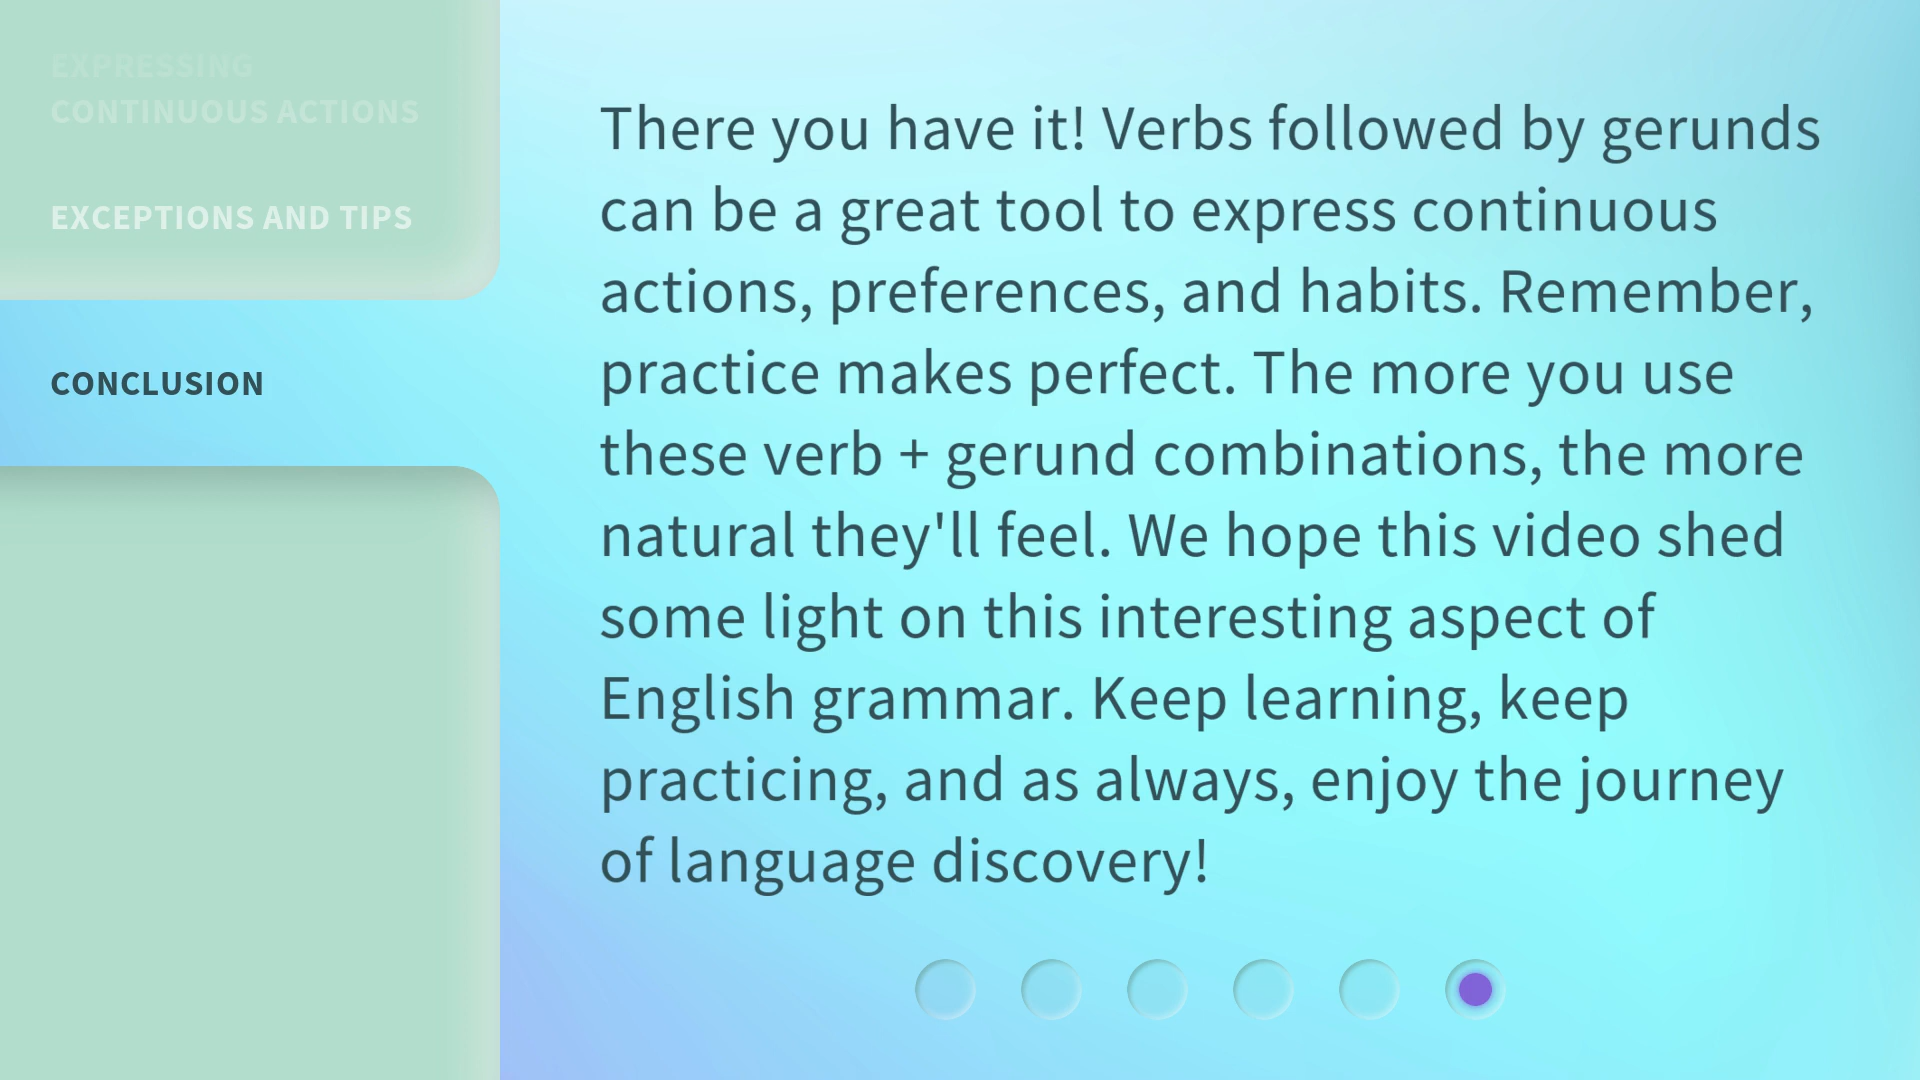 EXPRESSING
CONTINUOUS ACTIONS
EXCEPTIONS AND TIPS
CONCLUSION
There you have it! Verbs followed by gerunds
can be a great tool to express continuous
actions, preferences, and habits. Remember,
practice makes perfect. The more you use
these verb + gerund combinations, the more
natural they'll feel. We hope this video shed
some light on this interesting aspect of
English grammar. Keep learning, keep
practicing, and as always, enjoy the journey
of language discovery!